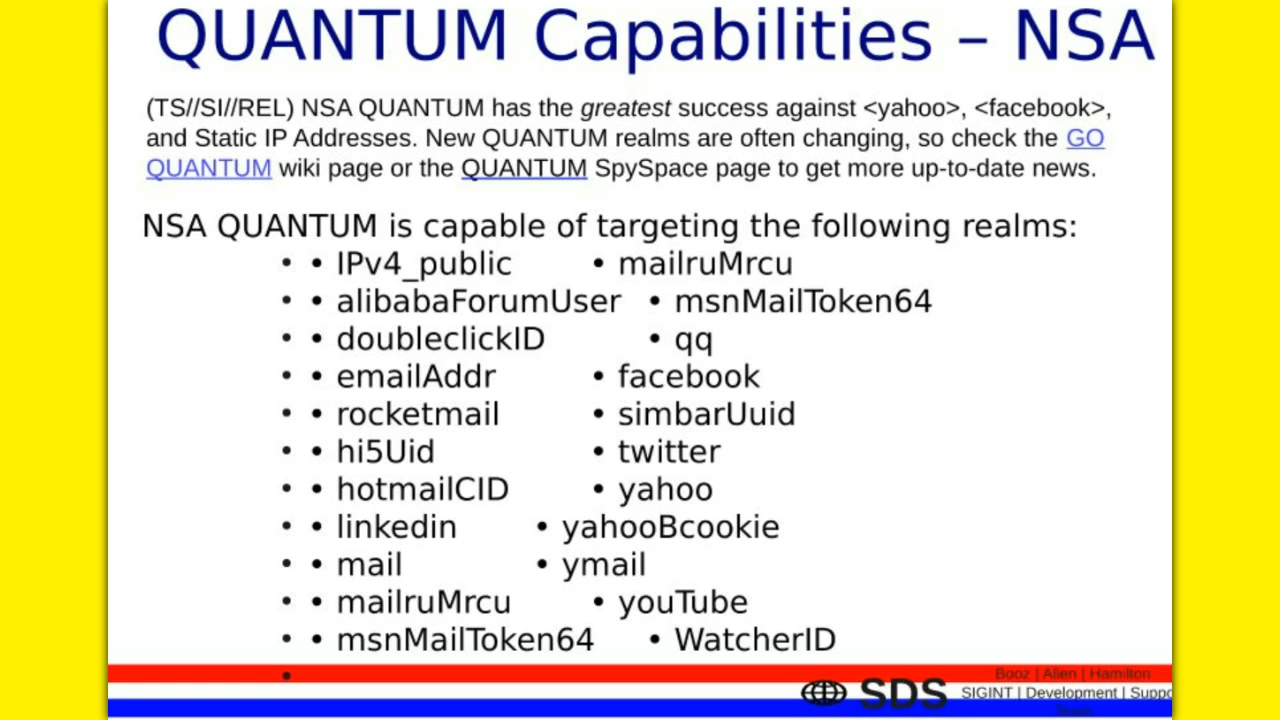 QUANTUM Capabilities – NSA
(TS//SI//REL) NSA QUANTUM has the greatest success against <yahoo>, <facebook>,
and Static IP Addresses. New QUANTUM realms are often changing, so check the GO
QUANTUM wiki page or the QUANTUM SpySpace page to get more up-to-date news.
NSA QUANTUM is capable of targeting the following realms:
• • IPv4_public • mailruMrcu
• • alibabaForumUser • msnMailToken64
• • doubleclickID • qq
• • emailAddr • facebook
• • rocketmail • simbarUuid
• • hi5Uid • twitter
• • hotmailCID • yahoo
• • linkedin • yahooBcookie
• • mail • ymail
• • mailruMrcu • youTube
• • msnMailToken64 • WatcherID
•
Booz | Allen | Hamilton
SDS SIGINT | Development | Suppo
Team